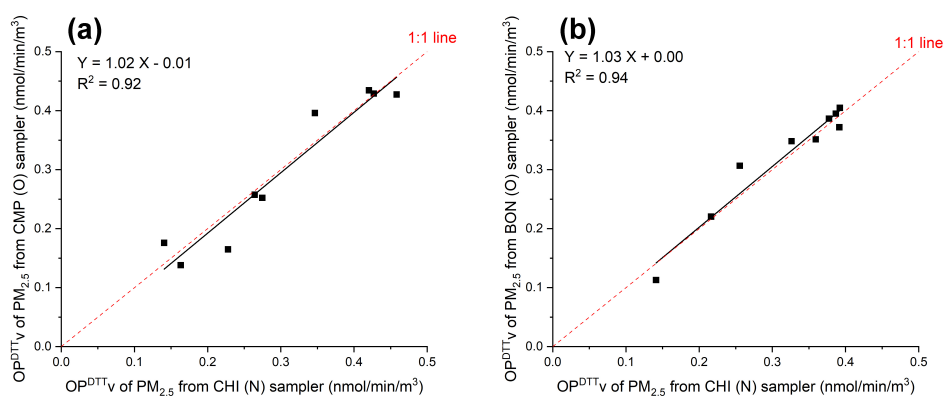 (a)
1:1 line
Y = 1.02 X - 0.01
R² = 0.92
0.5
0.4
0.3
0.2
0.1
0.0
0.0 0.1 0.2 0.3 0.4 0.5
OP^DTT v of PM₂.₅ from CMP (O) sampler (nmol/min/m³)
OP^DTT v of PM₂.₅ from CHI (N) sampler (nmol/min/m³)
(b)
1:1 line
Y = 1.03 X + 0.00
R² = 0.94
0.5
0.4
0.3
0.2
0.1
0.0
0.0 0.1 0.2 0.3 0.4 0.5
OP^DTT v of PM₂.₅ from BON (O) sampler (nmol/min/m³)
OP^DTT v of PM₂.₅ from CHI (N) sampler (nmol/min/m³)